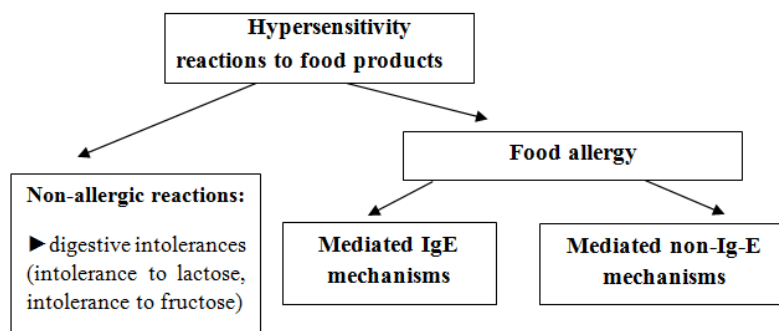 Hypersensitivity
reactions to food products
Food allergy
Non-allergic reactions:
►digestive intolerances
(intolerance to lactose,
intolerance to fructose)
Mediated IgE
mechanisms
Mediated non-Ig-E
mechanisms